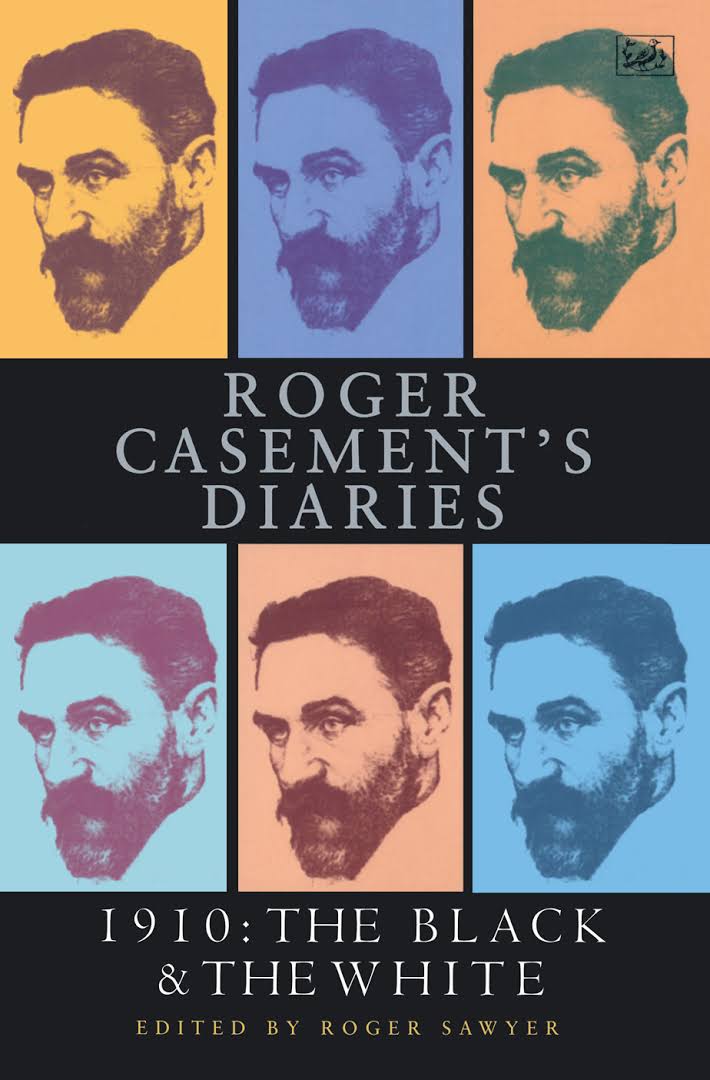 ROGER
CASEMENT'S
DIARIES
1910: THE BLACK
& THE WHITE
EDITED BY ROGER SAWYER